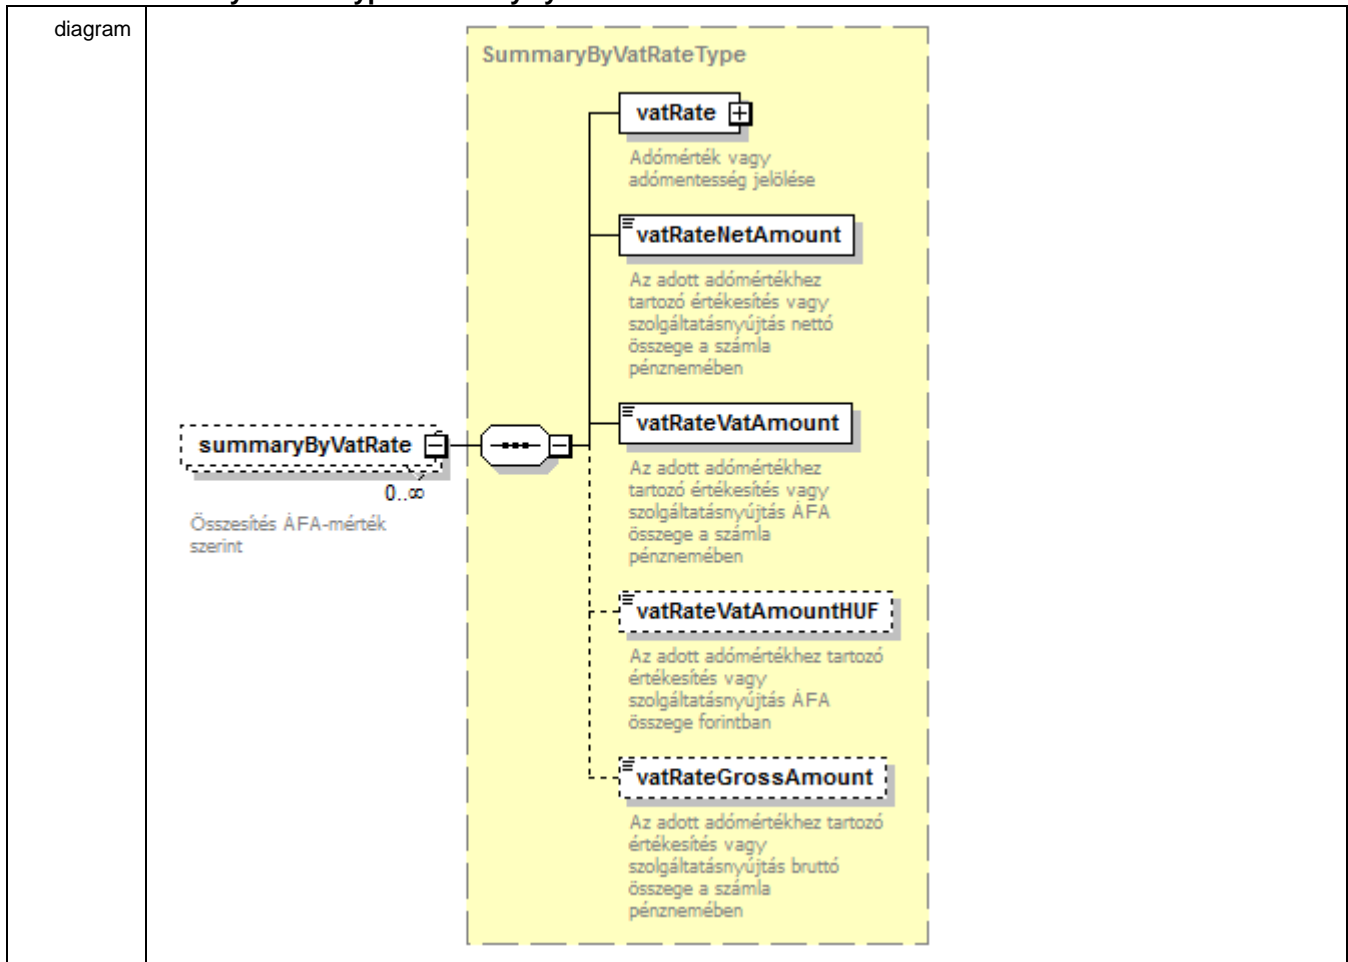 diagram
SummaryByVatRateType
vatRate
Adómérték vagy
adómentesség jelölése
vatRateNetAmount
Az adott adómértékhez
tartozó értékesítés vagy
szolgáltatásnyújtás nettó
összege a számla
pénznemében
vatRateVatAmount
Az adott adómértékhez
tartozó értékesítés vagy
szolgáltatásnyújtás ÁFA
összege a számla
pénznemében
summaryByVatRate
0..∞
Összesítés ÁFA-mérték
szerint
vatRateVatAmountHUF
Az adott adómértékhez tartozó
értékesítés vagy
szolgáltatásnyújtás ÁFA
összege forintban
vatRateGrossAmount
Az adott adómértékhez tartozó
értékesítés vagy
szolgáltatásnyújtás bruttó
összege a számla
pénznemében